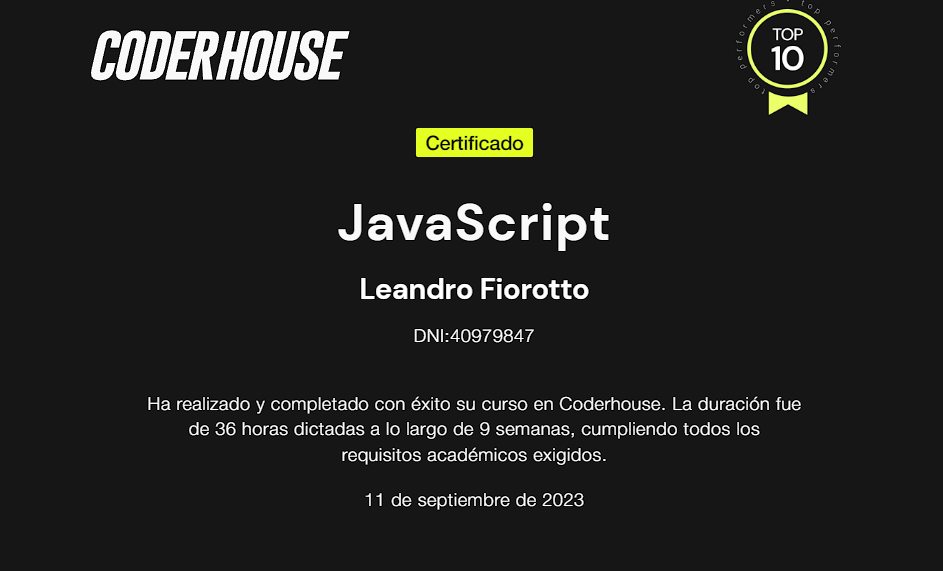 CODERHOUSE
top performers • top performers
TOP
10
Certificado
JavaScript
Leandro Fiorotto
DNI:40979847
Ha realizado y completado con éxito su curso en Coderhouse. La duración fue
de 36 horas dictadas a lo largo de 9 semanas, cumpliendo todos los
requisitos académicos exigidos.
11 de septiembre de 2023